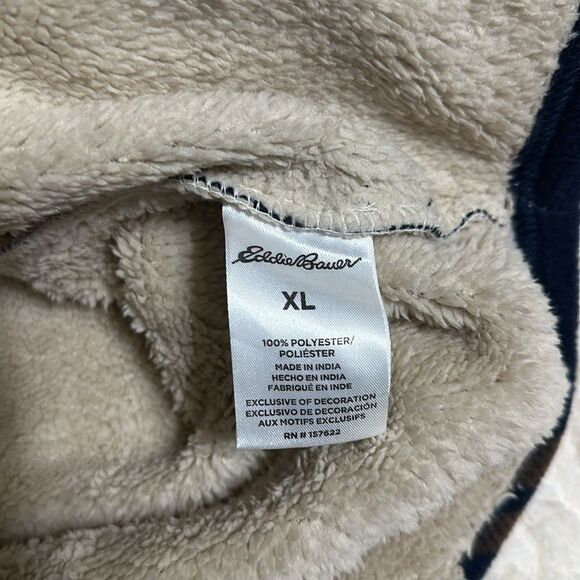 Eddie Bauer
XL
100% POLYESTER/
POLIÉSTER
MADE IN INDIA
HECHO EN INDIA
FABRIQUÉ EN INDE
EXCLUSIVE OF DECORATION
EXCLUSIVO DE DECORACIÓN
AUX MOTIFS EXCLUSIFS
RN # 157622